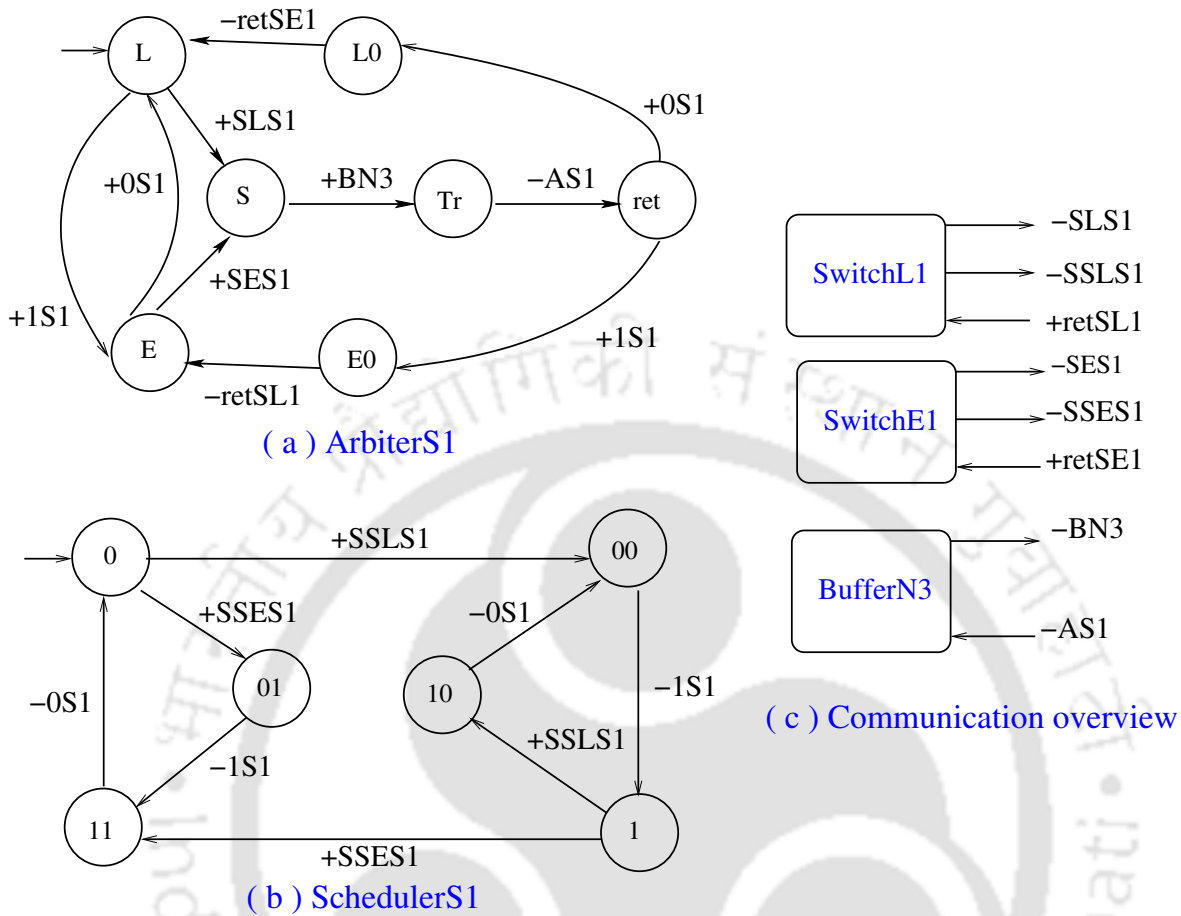 −retSE1
L
L0
+SLS1
+0S1
+0S1
+BN3
−AS1
S
Tr
ret
+SES1
+1S1
+1S1
E
E0
−retSL1
( a ) ArbiterS1
−SLS1
SwitchL1
−SSLS1
+retSL1
−SES1
SwitchE1
−SSES1
+retSE1
−BN3
BufferN3
−AS1
( c ) Communication overview
0
+SSLS1
00
+SSES1
−0S1
−0S1
01
10
−1S1
−1S1
+SSLS1
11
1
+SSES1
( b ) SchedulerS1